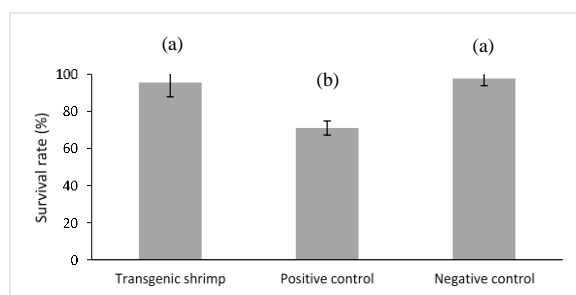 (a)
(b)
(a)
Survival rate (%)
100
80
60
40
20
0
Transgenic shrimp
Positive control
Negative control